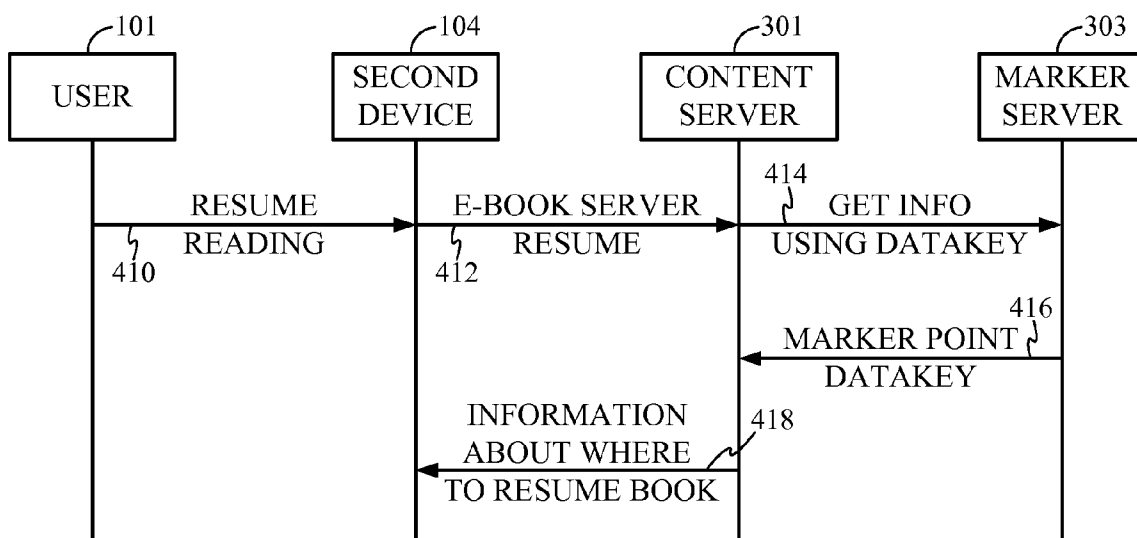 101
104
301
303
USER
SECOND
DEVICE
CONTENT
SERVER
MARKER
SERVER
RESUME
READING
410
E-BOOK SERVER
RESUME
412
414
GET INFO
USING DATAKEY
416
MARKER POINT
DATAKEY
INFORMATION
ABOUT WHERE
TO RESUME BOOK
418